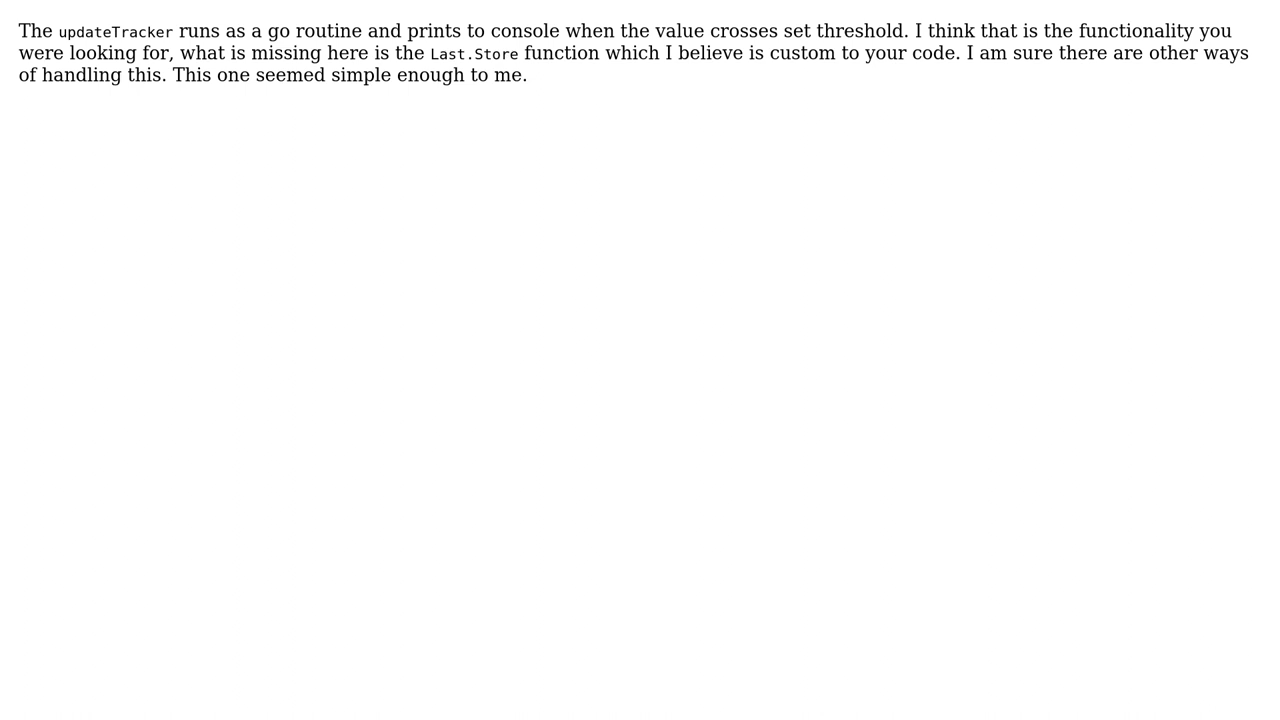 The updateTracker runs as a go routine and prints to console when the value crosses set threshold. I think that is the functionality you
were looking for, what is missing here is the Last.Store function which I believe is custom to your code. I am sure there are other ways
of handling this. This one seemed simple enough to me.